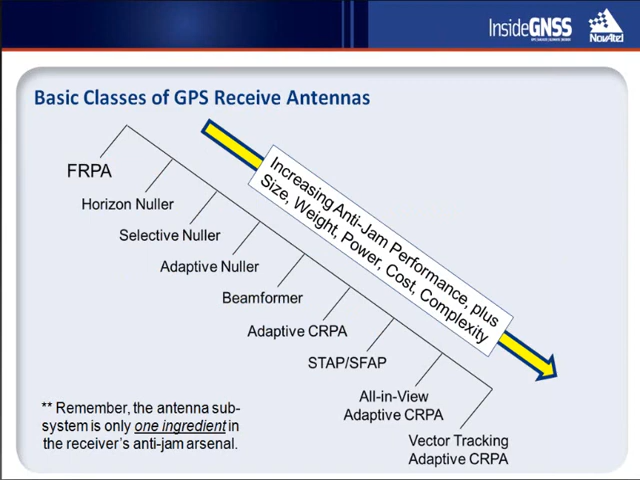 InsideGNSS
NovAtel
Basic Classes of GPS Receive Antennas
FRPA
Horizon Nuller
Selective Nuller
Adaptive Nuller
Beamformer
Adaptive CRPA
STAP/SFAP
All-in-View
Adaptive CRPA
Vector Tracking
Adaptive CRPA
Increasing Anti-Jam Performance, plus
Size, Weight, Power, Cost, Complexity
** Remember, the antenna sub-
system is only one ingredient in
the receiver's anti-jam arsenal.